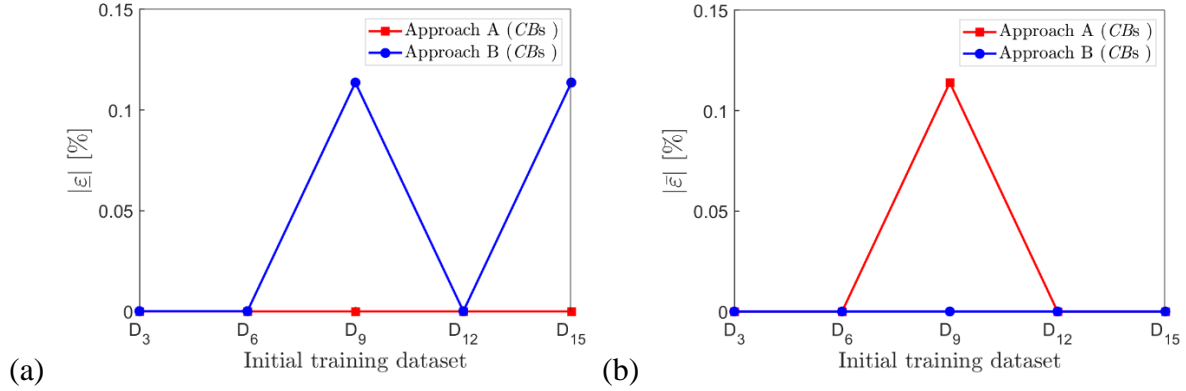 0.15
Approach A (CBs )
Approach B (CBs )
0.1
|ε̲| [%]
0.05
0
D3 D6 D9 D12 D15
Initial training dataset
(a)
0.15
Approach A (CBs )
Approach B (CBs )
0.1
|ε̄| [%]
0.05
0
D3 D6 D9 D12 D15
Initial training dataset
(b)